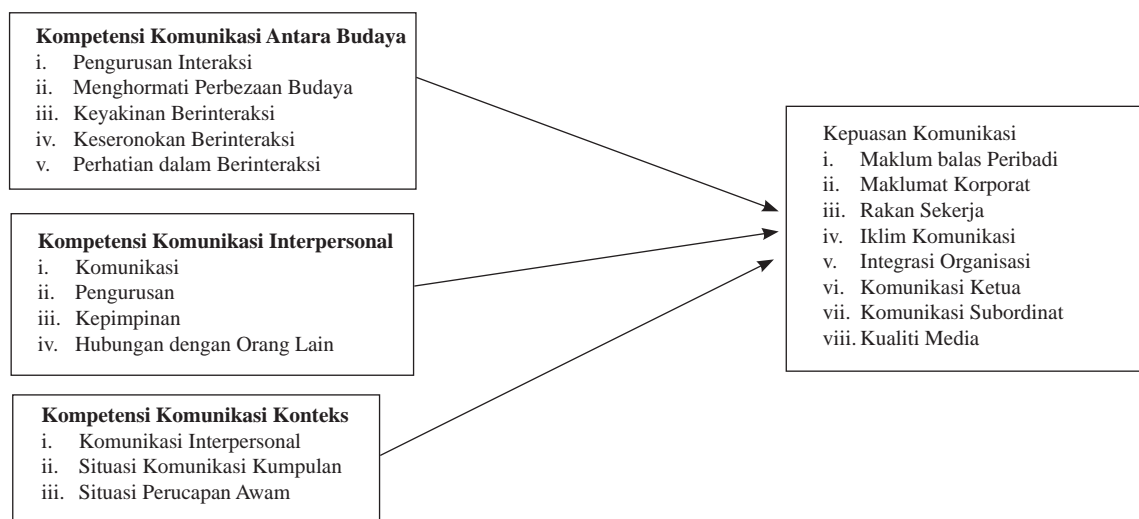 Kompetensi Komunikasi Antara Budaya
i. Pengurusan Interaksi
ii. Menghormati Perbezaan Budaya
iii. Keyakinan Berinteraksi
iv. Keseronokan Berinteraksi
v. Perhatian dalam Berinteraksi
Kompetensi Komunikasi Interpersonal
i. Komunikasi
ii. Pengurusan
iii. Kepimpinan
iv. Hubungan dengan Orang Lain
Kompetensi Komunikasi Konteks
i. Komunikasi Interpersonal
ii. Situasi Komunikasi Kumpulan
iii. Situasi Perucapan Awam
Kepuasan Komunikasi
i. Maklum balas Peribadi
ii. Maklumat Korporat
iii. Rakan Sekerja
iv. Iklim Komunikasi
v. Integrasi Organisasi
vi. Komunikasi Ketua
vii. Komunikasi Subordinat
viii. Kualiti Media